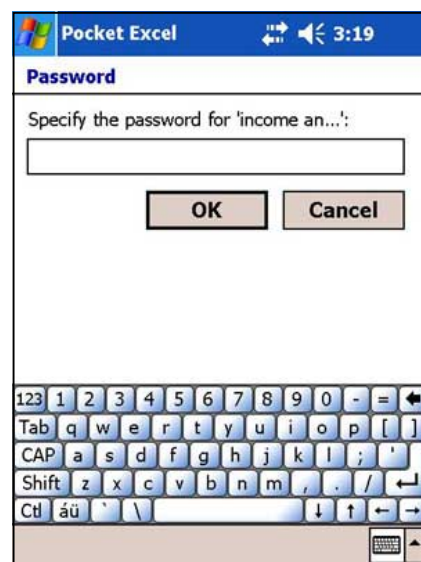 Pocket Excel 3:19
Password
Specify the password for 'income an...':
OK Cancel
123 1 2 3 4 5 6 7 8 9 0 - =
Tab q w e r t y u i o p [ ]
CAP a s d f g h j k l ; '
Shift z x c v b n m , . /
Ctl áü ` \